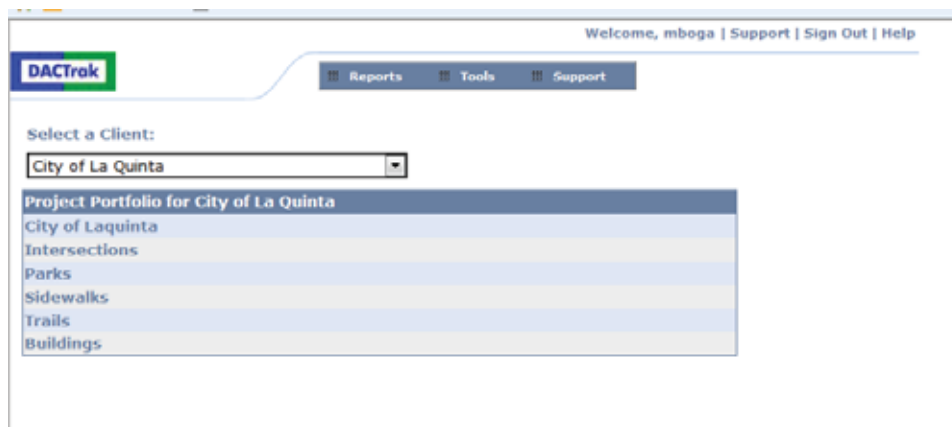 Welcome, mboga | Support | Sign Out | Help
DACTrak
Reports Tools Support
Select a Client:
City of La Quinta
Project Portfolio for City of La Quinta
City of Laquinta
Intersections
Parks
Sidewalks
Trails
Buildings